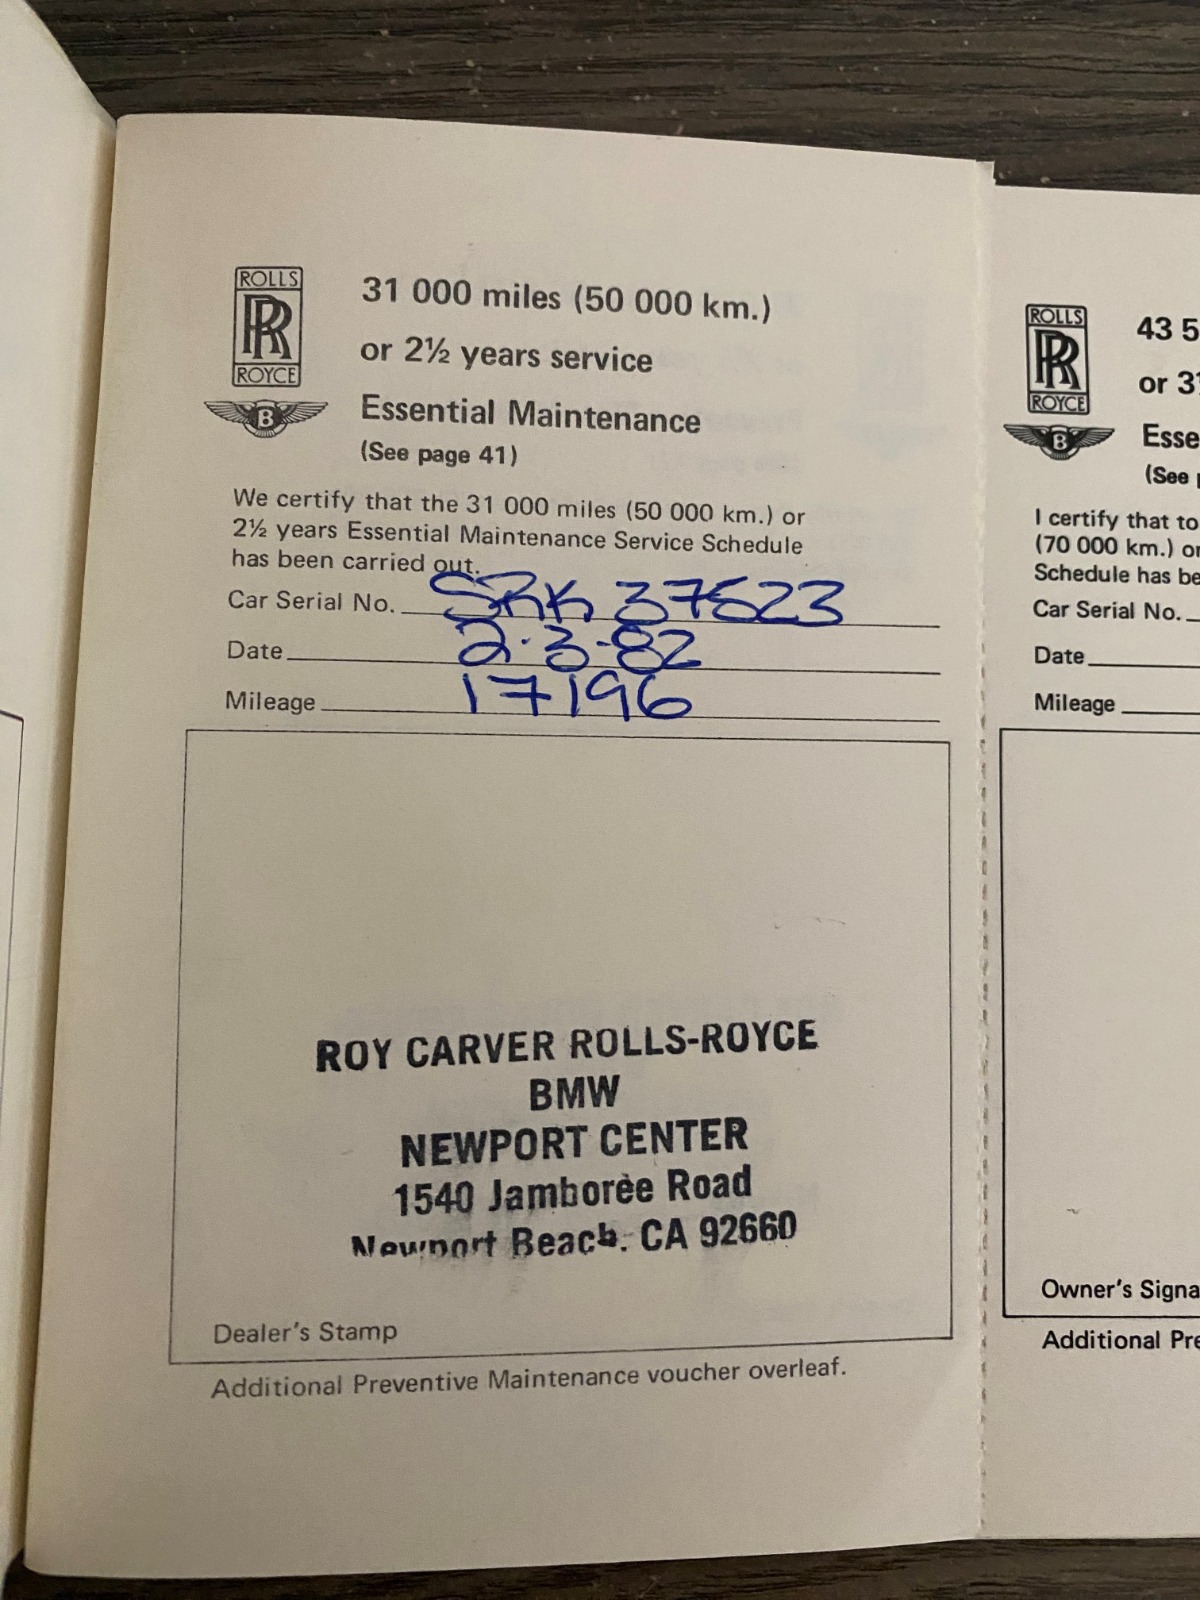 ROLLS
RR
ROYCE
B
31 000 miles (50 000 km.)
or 2½ years service
Essential Maintenance
(See page 41)
We certify that the 31 000 miles (50 000 km.) or
2½ years Essential Maintenance Service Schedule
has been carried out.
Car Serial No. SRK 37523
Date 2·3-82
Mileage 17196
ROY CARVER ROLLS-ROYCE
BMW
NEWPORT CENTER
1540 Jamboree Road
Newport Beach. CA 92660
Dealer's Stamp
Additional Preventive Maintenance voucher overleaf.
ROLLS
RR
ROYCE
B
43 5
or 3
Esse
(See
I certify that to
(70 000 km.) or
Schedule has be
Car Serial No.
Date
Mileage
Owner's Signa
Additional Pre